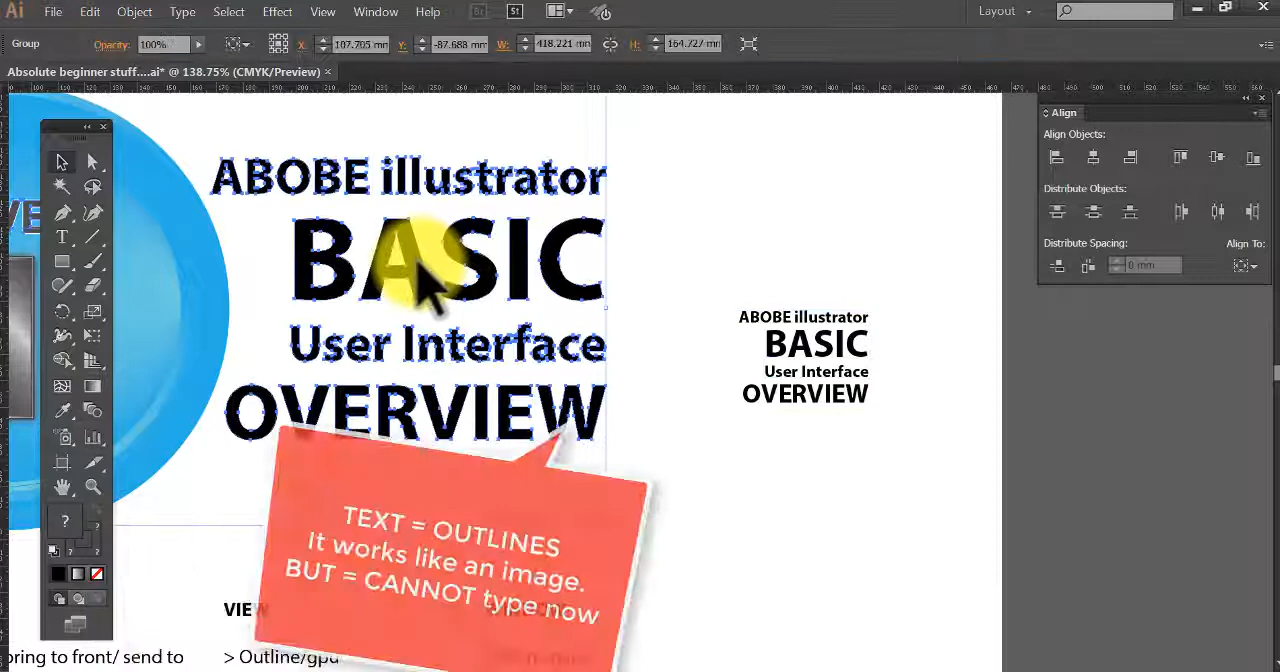 Ai File Edit Object Type Select Effect View Window Help Br St Layout
Group Opacity: 100% X: 107.705 mm Y: -87.688 mm W: 418.221 mm H: 164.727 mm
Absolute beginner stuff....ai* @ 138.75% (CMYK/Preview) ×
Align
Align Objects:
Distribute Objects:
Distribute Spacing: Align To:
0 mm
ABOBE illustrator
BASIC
User Interface
OVERVIEW
ABOBE illustrator
BASIC
User Interface
OVERVIEW
TEXT = OUTLINES
It works like an image.
BUT = CANNOT type now
VIEW
oring to front/ send to
> Outline/gpu